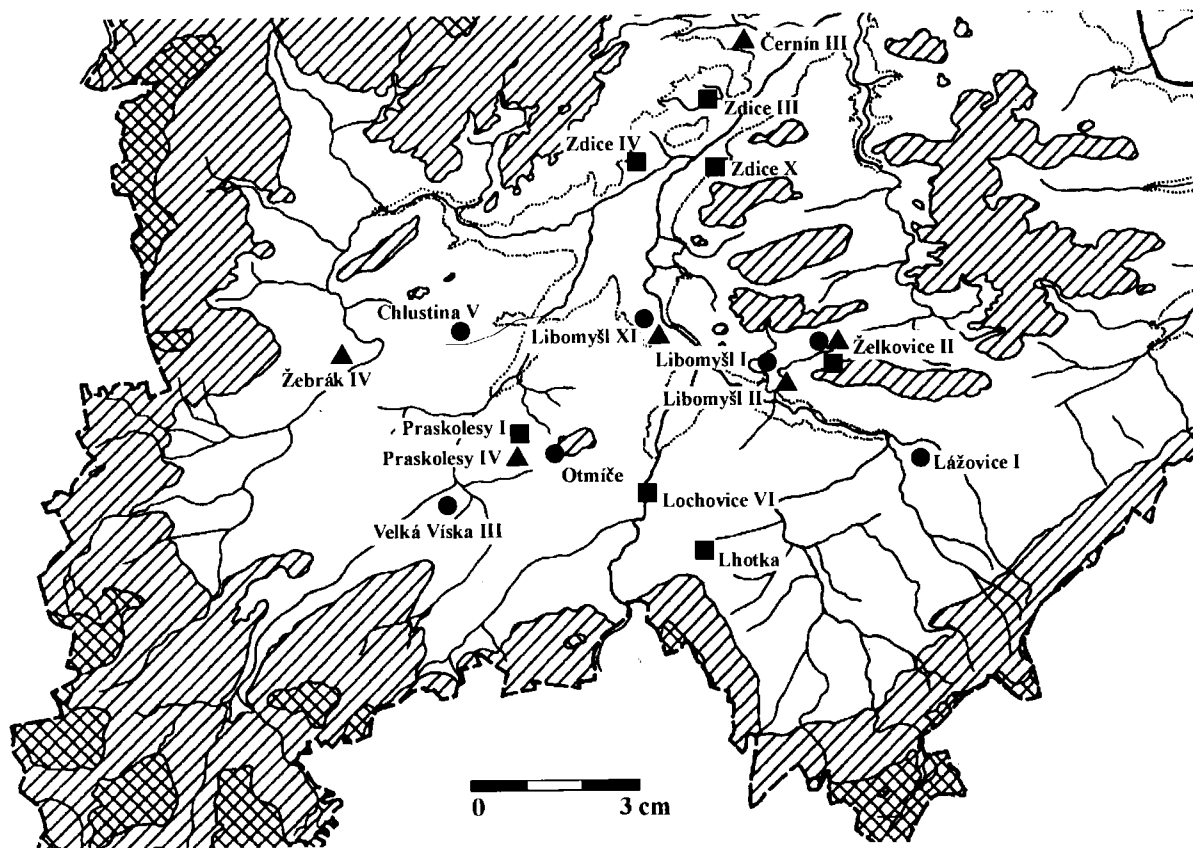 Černín III
Zdice III
Zdice IV
Zdice X
Chlustina V
Libomyšl XI
Libomyšl I
Želkovice II
Žebrák IV
Libomyšl II
Praskolesy I
Praskolesy IV
Otmíče
Lážovice I
Lochovice VI
Velká Víska III
Lhotka
0 3 cm